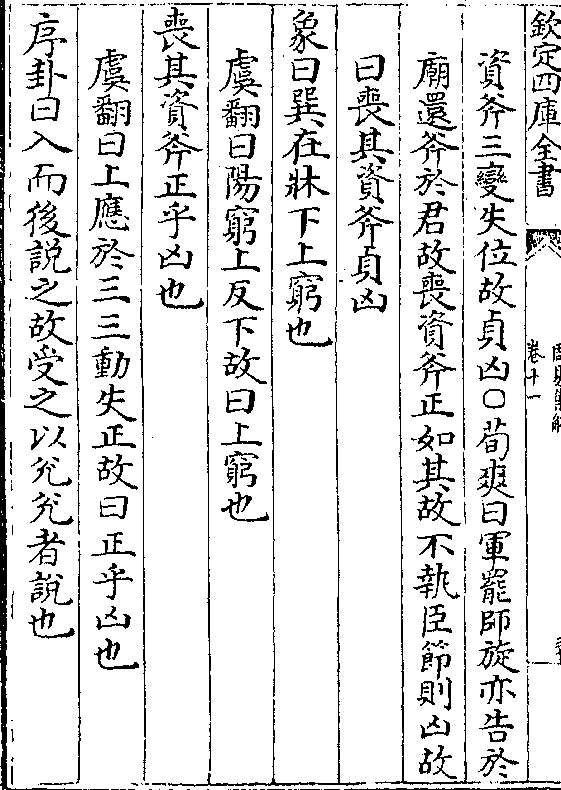 欽定四庫全書
卷十一
資斧三變失位故貞凶○荀爽曰軍罷師旋亦告於
廟還斧於君故喪資斧正如其故不執臣節則凶故
曰喪其資斧貞凶
象曰巽在牀下上窮也
虞翻曰陽窮上反下故曰上窮也
喪其資斧正乎凶也
虞翻曰上應於三三動失正故曰正乎凶也
序卦曰入而後説之故受之以兊兊者說也